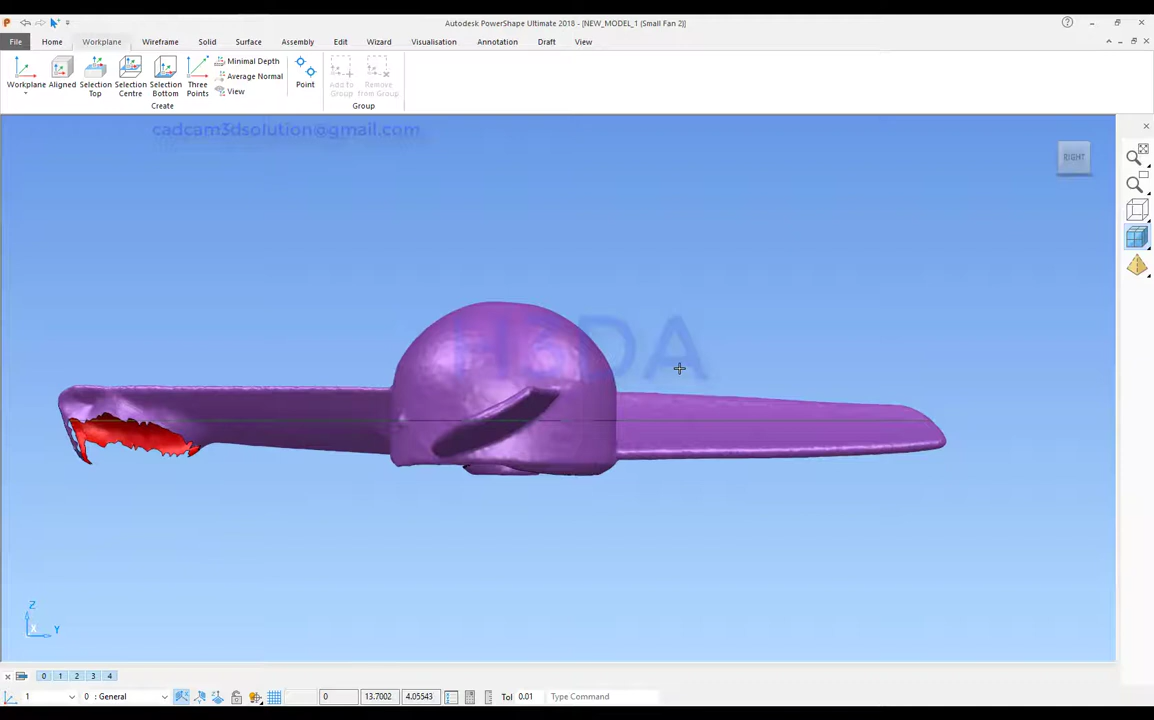 Autodesk PowerShape Ultimate 2018 - [NEW_MODEL_1 (Small Fan 2)]
File Home Workplane Wireframe Solid Surface Assembly Edit Wizard Visualisation Annotation Draft View
Workplane Aligned Selection Top Selection Centre Selection Bottom Three Points Minimal Depth Average Normal View Point Add to Group Remove from Group
Create Group
cadcam3dsolution@gmail.com
RIGHT
H3DA
Z
X Y
0 1 2 3 4
1 0 : General 0 13.7002 4.05543 Tol 0.01 Type Command